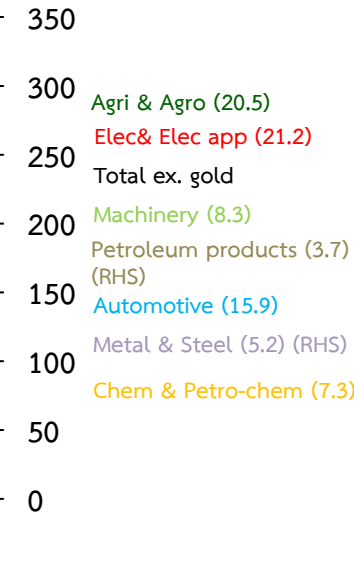 350
300
Agri & Agro (20.5)
Elec& Elec app (21.2)
250
Total ex. gold
Machinery (8.3)
200
Petroleum products (3.7)
(RHS)
150
Automotive (15.9)
Metal & Steel (5.2) (RHS)
100
Chem & Petro-chem (7.3)
50
0